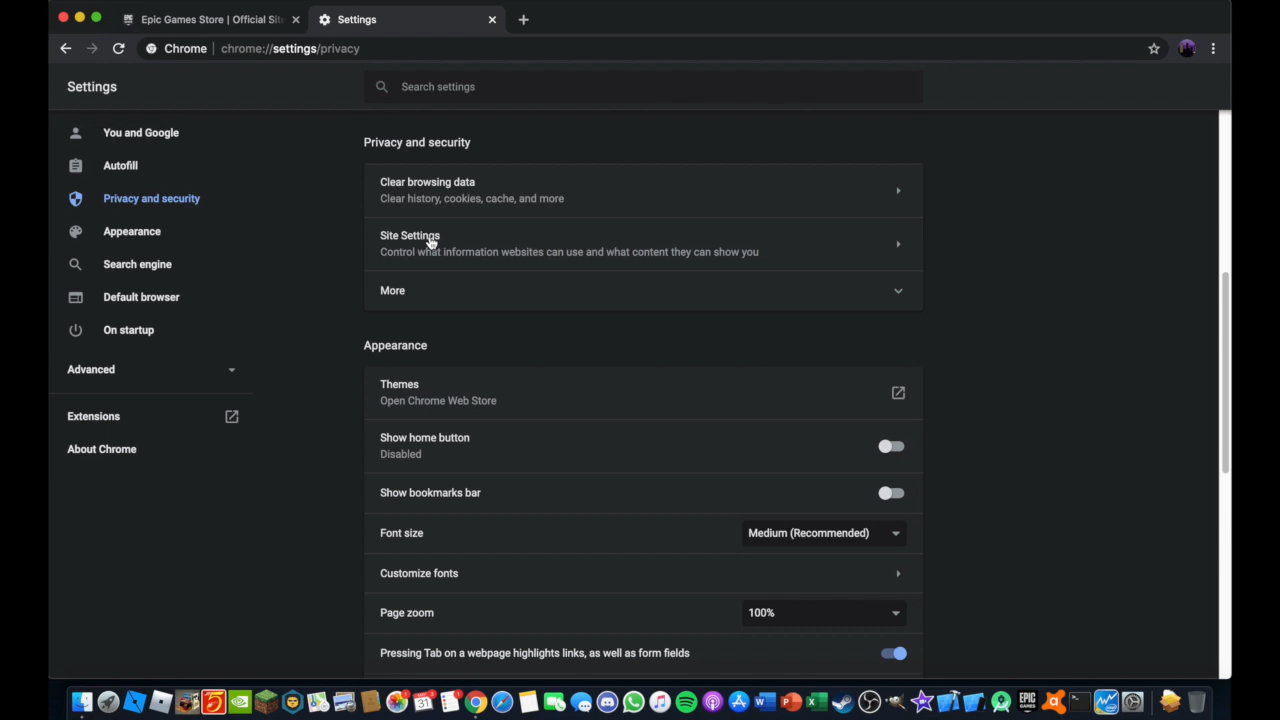 Epic Games Store | Official Sit
Settings
Chrome
chrome://settings/privacy
Settings
Search settings
You and Google
Autofill
Privacy and security
Appearance
Search engine
Default browser
On startup
Advanced
Extensions
About Chrome
Privacy and security
Clear browsing data
Clear history, cookies, cache, and more
Site Settings
Control what information websites can use and what content they can show you
More
Appearance
Themes
Open Chrome Web Store
Show home button
Disabled
Show bookmarks bar
Font size
Medium (Recommended)
Customize fonts
Page zoom
100%
Pressing Tab on a webpage highlights links, as well as form fields